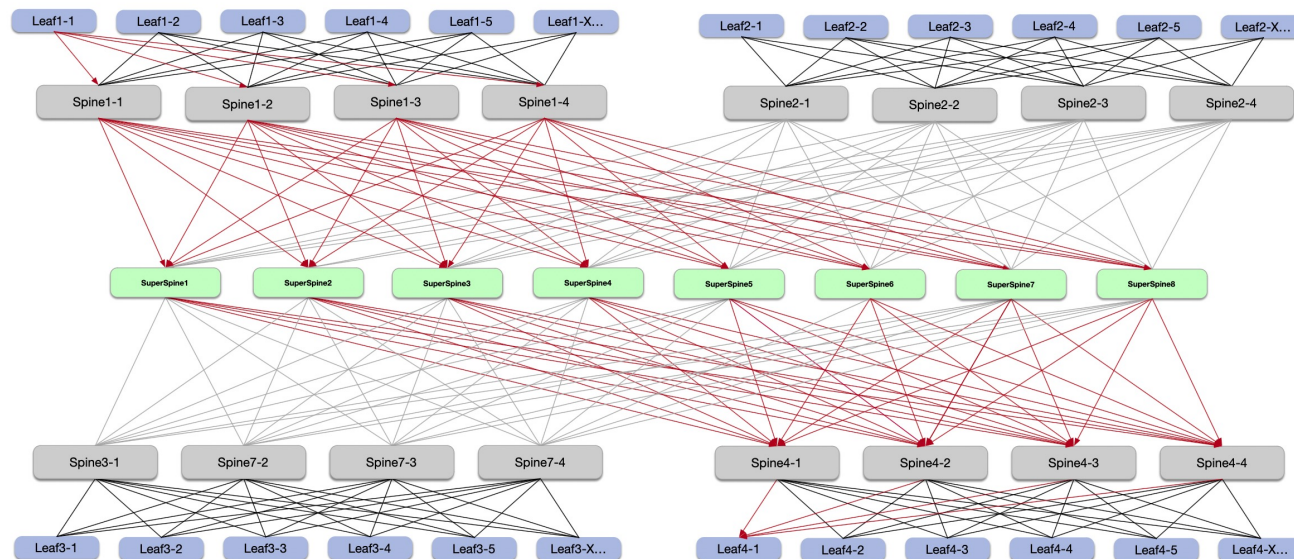 Leaf1-1 Leaf1-2 Leaf1-3 Leaf1-4 Leaf1-5 Leaf1-X...
Leaf2-1 Leaf2-2 Leaf2-3 Leaf2-4 Leaf2-5 Leaf2-X...
Spine1-1 Spine1-2 Spine1-3 Spine1-4
Spine2-1 Spine2-2 Spine2-3 Spine2-4
SuperSpine1 SuperSpine2 SuperSpine3 SuperSpine4 SuperSpine5 SuperSpine6 SuperSpine7 SuperSpine8
Spine3-1 Spine7-2 Spine7-3 Spine7-4
Spine4-1 Spine4-2 Spine4-3 Spine4-4
Leaf3-1 Leaf3-2 Leaf3-3 Leaf3-4 Leaf3-5 Leaf3-X...
Leaf4-1 Leaf4-2 Leaf4-3 Leaf4-4 Leaf4-5 Leaf4-X...